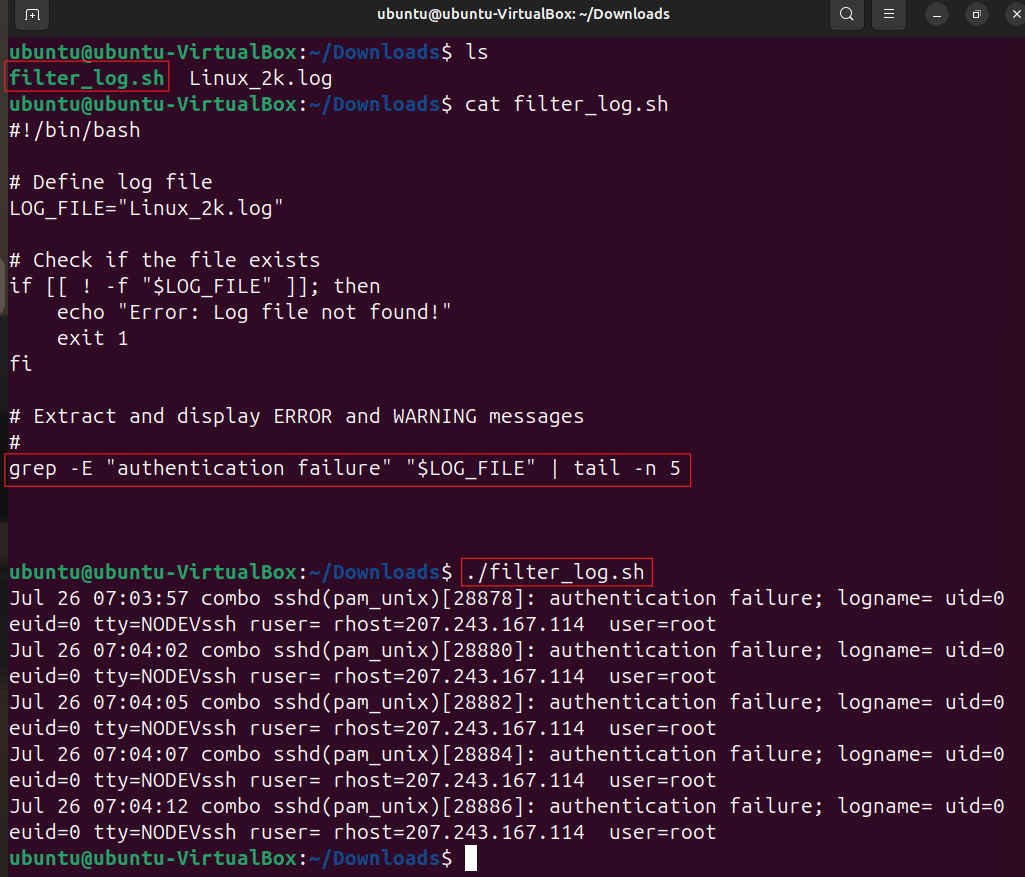 ubuntu@ubuntu-VirtualBox: ~/Downloads
ubuntu@ubuntu-VirtualBox:~/Downloads$ ls
filter_log.sh  Linux_2k.log
ubuntu@ubuntu-VirtualBox:~/Downloads$ cat filter_log.sh
#!/bin/bash

# Define log file
LOG_FILE="Linux_2k.log"

# Check if the file exists
if [[ ! -f "$LOG_FILE" ]]; then
    echo "Error: Log file not found!"
    exit 1
fi

# Extract and display ERROR and WARNING messages
#
grep -E "authentication failure" "$LOG_FILE" | tail -n 5

ubuntu@ubuntu-VirtualBox:~/Downloads$ ./filter_log.sh
Jul 26 07:03:57 combo sshd(pam_unix)[28878]: authentication failure; logname= uid=0
euid=0 tty=NODEVssh ruser= rhost=207.243.167.114  user=root
Jul 26 07:04:02 combo sshd(pam_unix)[28880]: authentication failure; logname= uid=0
euid=0 tty=NODEVssh ruser= rhost=207.243.167.114  user=root
Jul 26 07:04:05 combo sshd(pam_unix)[28882]: authentication failure; logname= uid=0
euid=0 tty=NODEVssh ruser= rhost=207.243.167.114  user=root
Jul 26 07:04:07 combo sshd(pam_unix)[28884]: authentication failure; logname= uid=0
euid=0 tty=NODEVssh ruser= rhost=207.243.167.114  user=root
Jul 26 07:04:12 combo sshd(pam_unix)[28886]: authentication failure; logname= uid=0
euid=0 tty=NODEVssh ruser= rhost=207.243.167.114  user=root
ubuntu@ubuntu-VirtualBox:~/Downloads$